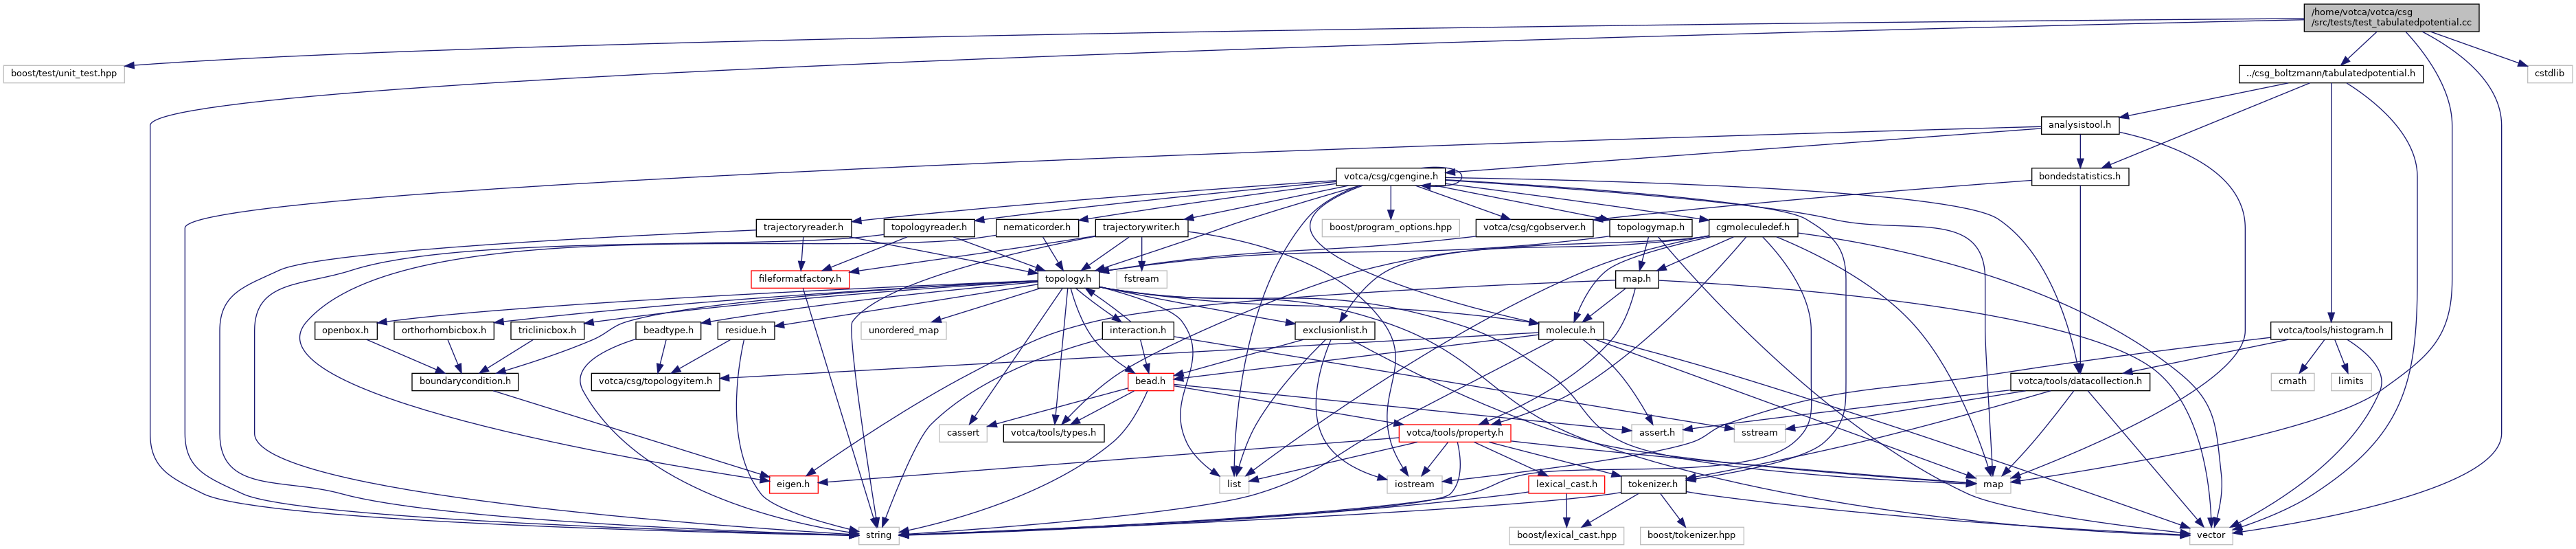 /home/votca/votca/csg
/src/tests/test_tabulatedpotential.cc
boost/test/unit_test.hpp
../csg_boltzmann/tabulatedpotential.h
cstdlib
analysistool.h
votca/csg/cgengine.h
bondedstatistics.h
trajectoryreader.h
topologyreader.h
nematicorder.h
trajectorywriter.h
boost/program_options.hpp
votca/csg/cgobserver.h
topologymap.h
cgmoleculedef.h
fileformatfactory.h
topology.h
fstream
map.h
openbox.h
orthorhombicbox.h
triclinicbox.h
beadtype.h
residue.h
unordered_map
interaction.h
exclusionlist.h
molecule.h
votca/tools/histogram.h
boundarycondition.h
votca/csg/topologyitem.h
bead.h
votca/tools/datacollection.h
cmath
limits
cassert
votca/tools/types.h
votca/tools/property.h
assert.h
sstream
eigen.h
list
iostream
lexical_cast.h
tokenizer.h
map
string
boost/lexical_cast.hpp
boost/tokenizer.hpp
vector